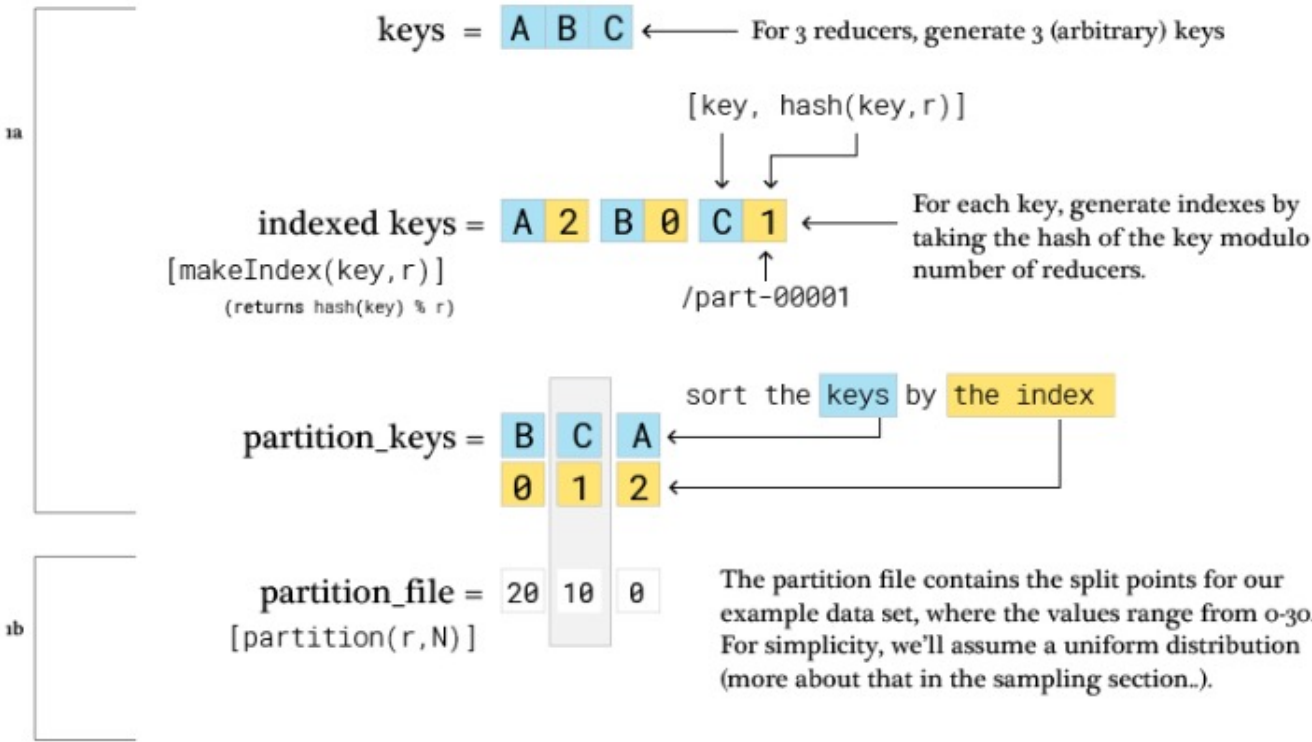 keys = A B C ← For 3 reducers, generate 3 (arbitrary) keys
[key, hash(key,r)]
1a
indexed keys = A 2 B 0 C 1
For each key, generate indexes by
taking the hash of the key modulo
number of reducers.
[makeIndex(key,r)]
(returns hash(key) % r)
/part-00001
sort the keys by the index
partition_keys = B C A
0 1 2
1b
partition_file = 20 10 0
[partition(r,N)]
The partition file contains the split points for our
example data set, where the values range from 0-30.
For simplicity, we'll assume a uniform distribution
(more about that in the sampling section..).